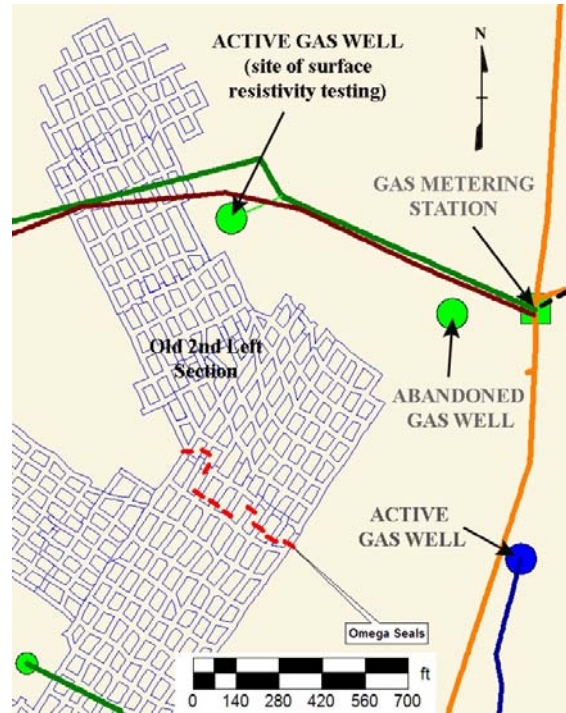 ACTIVE GAS WELL
(site of surface
resistivity testing)
N
GAS METERING
STATION
Old 2nd Left
Section
ABANDONED
GAS WELL
ACTIVE
GAS WELL
Omega Seals
ft
0 140 280 420 560 700